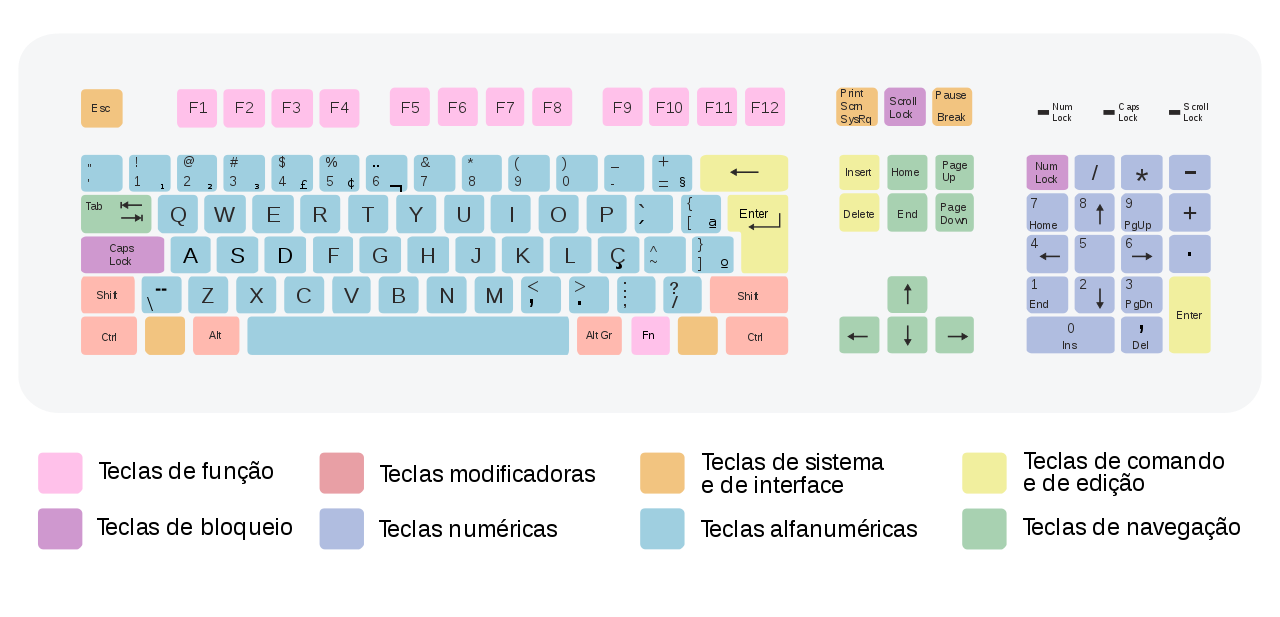 Esc F1 F2 F3 F4 F5 F6 F7 F8 F9 F10 F11 F12
Print
Scrn
SysRq
Scroll
Lock
Pause
Break
Num
Lock
Caps
Lock
Scroll
Lock
" '
! 1 ₁
@ 2 ₂
# 3 ₃
$ 4 £
% 5 ¢
¨ 6 ¬
& 7
* 8
( 9
) 0
_ -
+ = §
←
Insert
Home
Page
Up
Num
Lock
/ * -
Tab
Q W E R T Y U I O P
` ´
{ [ ª
Enter
Delete
End
Page
Down
7
Home
8 ↑
9
PgUp
+
Caps
Lock
A S D F G H J K L Ç
^ ~
} ] º
4 ←
5
6 →
.
Shift
\
Z X C V B N M
< ,
> .
: ;
? /
Shift
↑
1
End
2 ↓
3
PgDn
Enter
Ctrl
Alt
Alt Gr
Fn
Ctrl
← ↓ →
0
Ins
,
Del
Teclas de função
Teclas modificadoras
Teclas de sistema
e de interface
Teclas de comando
e de edição
Teclas de bloqueio
Teclas numéricas
Teclas alfanuméricas
Teclas de navegação